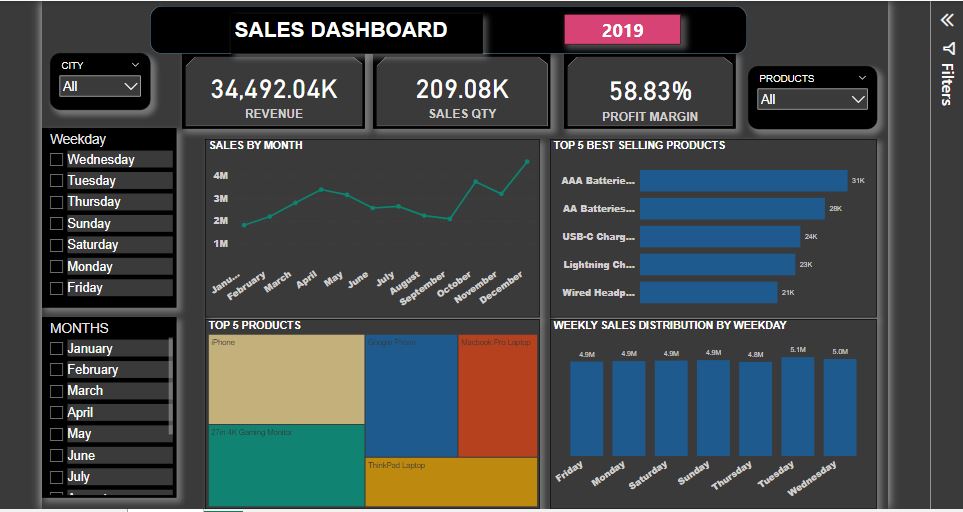 SALES DASHBOARD
2019
Filters
CITY
All
34,492.04K
REVENUE
209.08K
SALES QTY
58.83%
PROFIT MARGIN
PRODUCTS
All
Weekday
Wednesday
Tuesday
Thursday
Sunday
Saturday
Monday
Friday
MONTHS
January
February
March
April
May
June
July
SALES BY MONTH
4M
3M
2M
1M
Janu...
February
March
April
May
June
July
August
September
October
November
December
TOP 5 BEST SELLING PRODUCTS
AAA Batterie... 31K
AA Batteries... 28K
USB-C Charg... 24K
Lightning Ch... 23K
Wired Headp... 21K
TOP 5 PRODUCTS
iPhone
Google Phone
Macbook Pro Laptop
27in 4K Gaming Monitor
ThinkPad Laptop
WEEKLY SALES DISTRIBUTION BY WEEKDAY
4.9M
4.9M
4.9M
4.9M
4.8M
5.1M
5.0M
Friday
Monday
Saturday
Sunday
Thursday
Tuesday
Wednesday